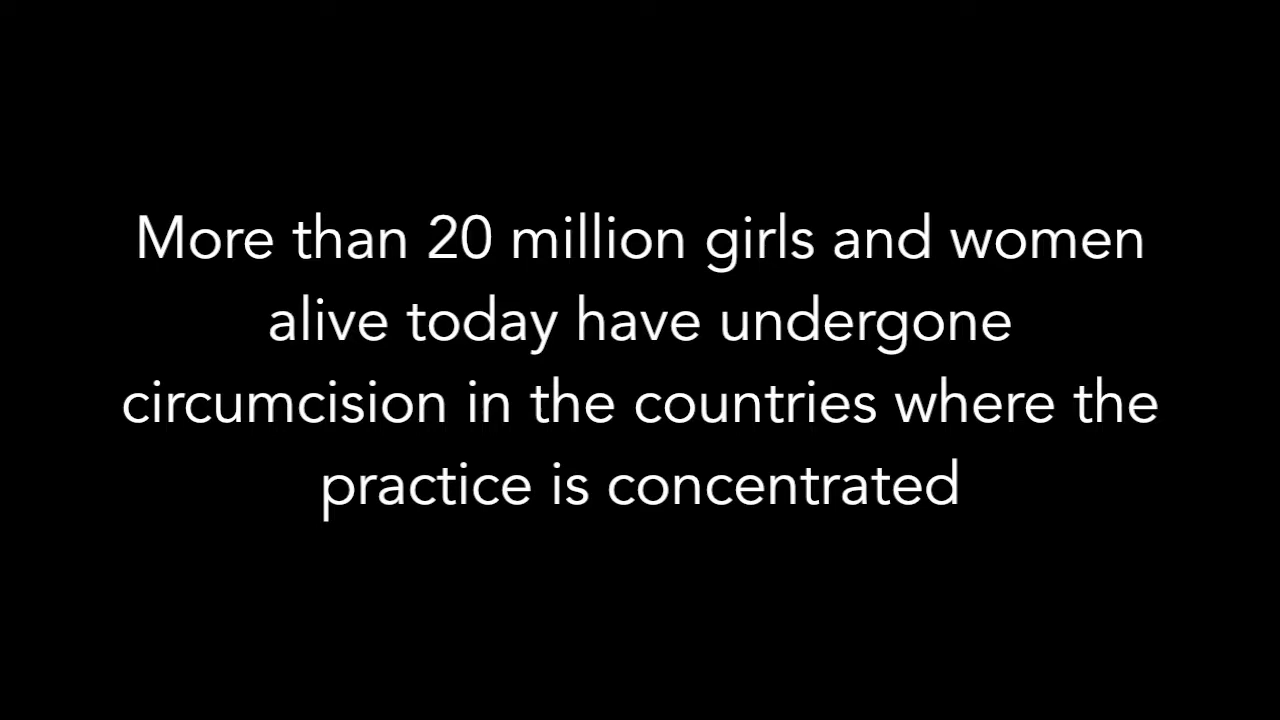 More than 20 million girls and women
alive today have undergone
circumcision in the countries where the
practice is concentrated